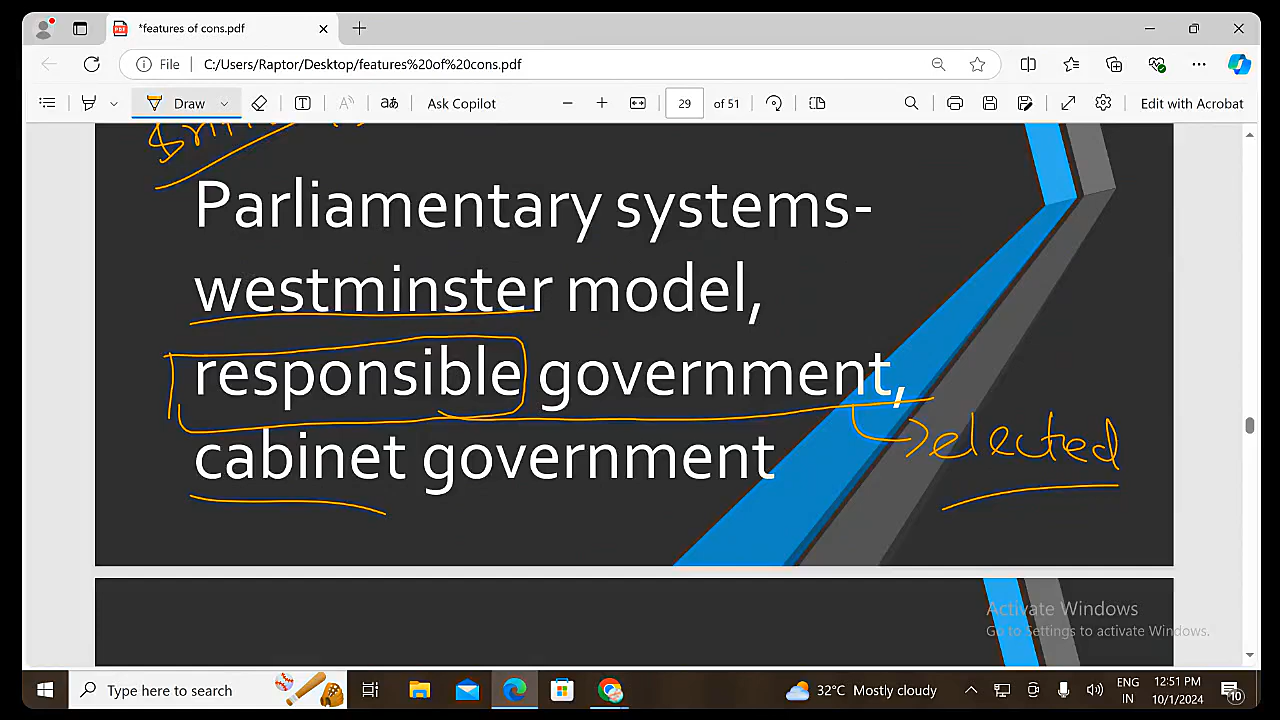 *features of cons.pdf
File C:/Users/Raptor/Desktop/features%20of%20cons.pdf
Draw Ask Copilot 29 of 51 Edit with Acrobat
Parliamentary systems-
westminster model,
responsible government,
cabinet government
elected
Activate Windows
Go to Settings to activate Windows.
Type here to search
32°C Mostly cloudy
ENG
IN
12:51 PM
10/1/2024
10